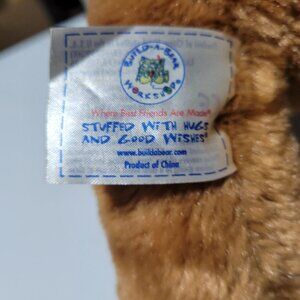 BUILD-A-BEAR
WORKSHOP
Where Best Friends Are Made®
STUFFED WITH HUGS
AND GOOD WISHES®
www.buildabear.com
Product of China